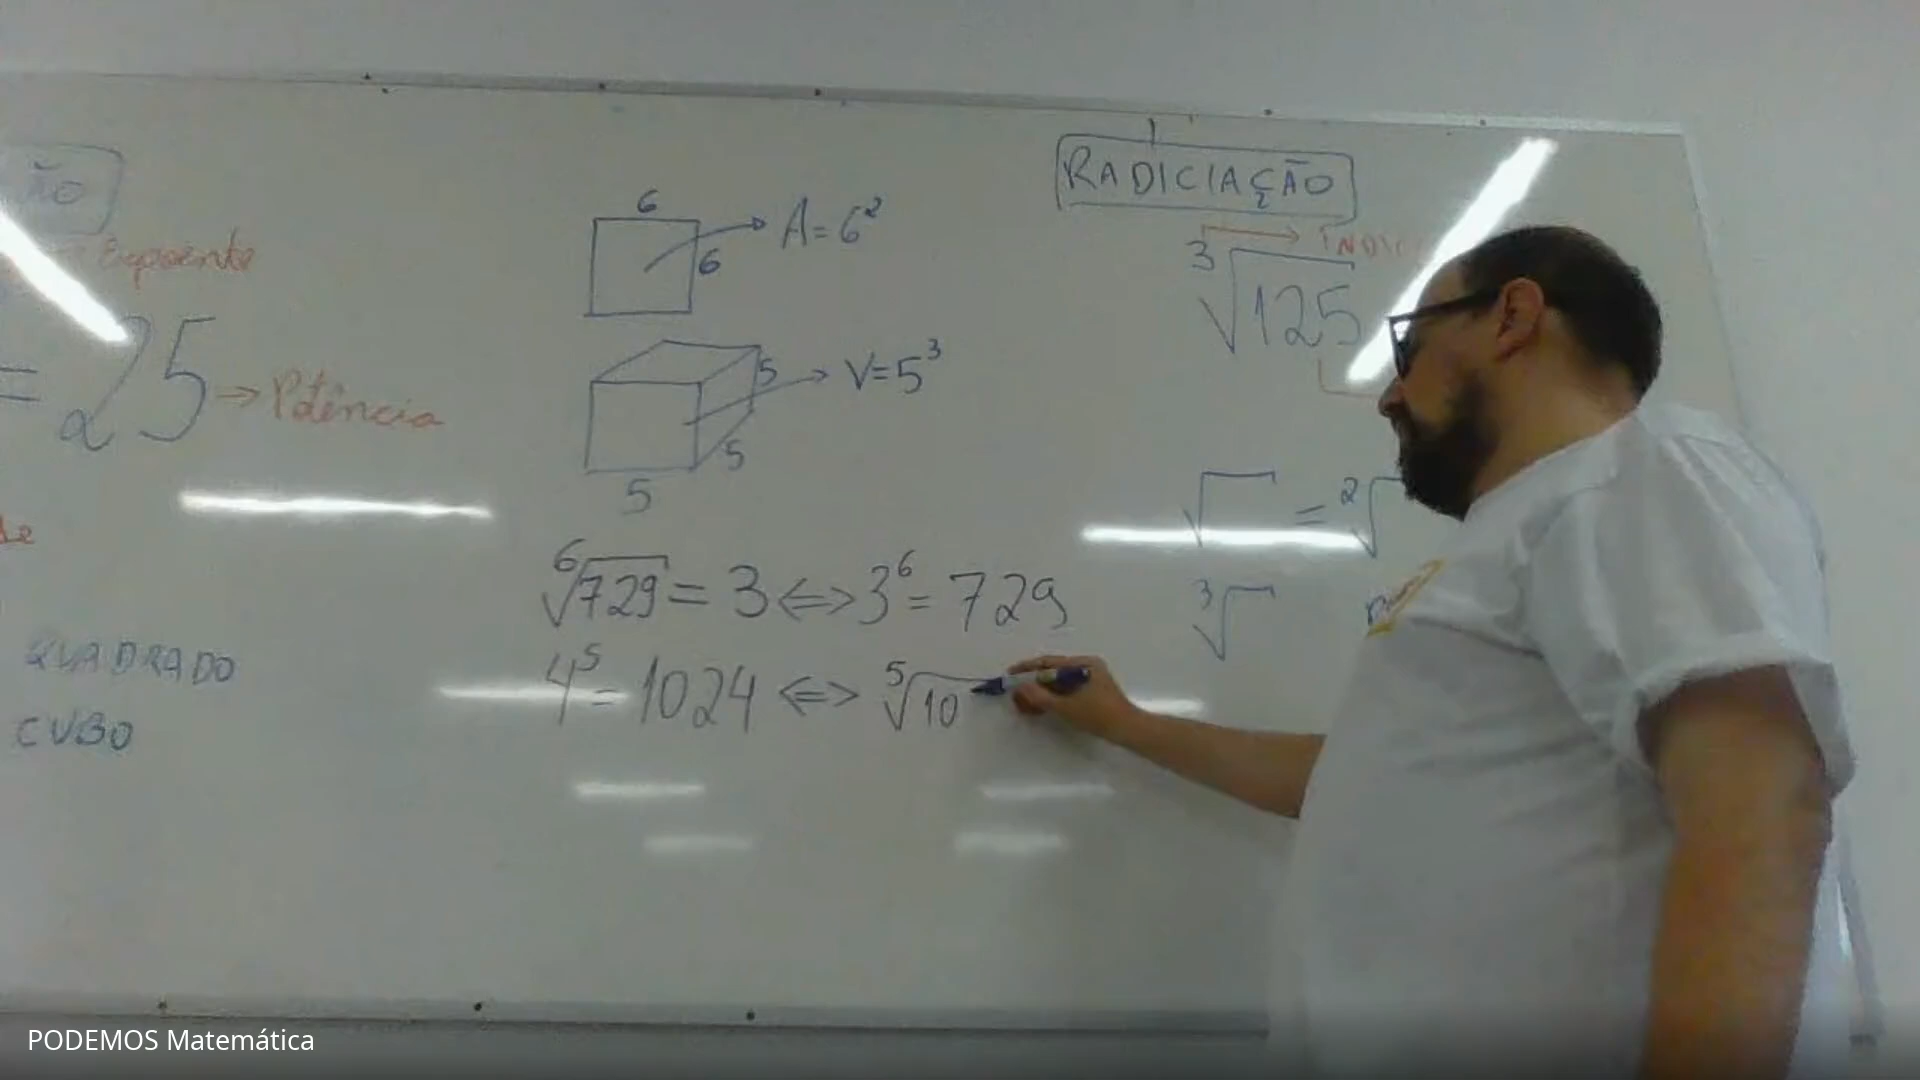 ÃO
Expoente
= 25 → Potência
QUADRADO
CUBO
6
6
A=6²
5
5
5
V=5³
⁶√729 = 3 ⇔ 3⁶ = 729
4⁵ = 1024 ⇔ ⁵√10
RADICIAÇÃO
³√125
√ = ²√
³√
PODEMOS Matemática